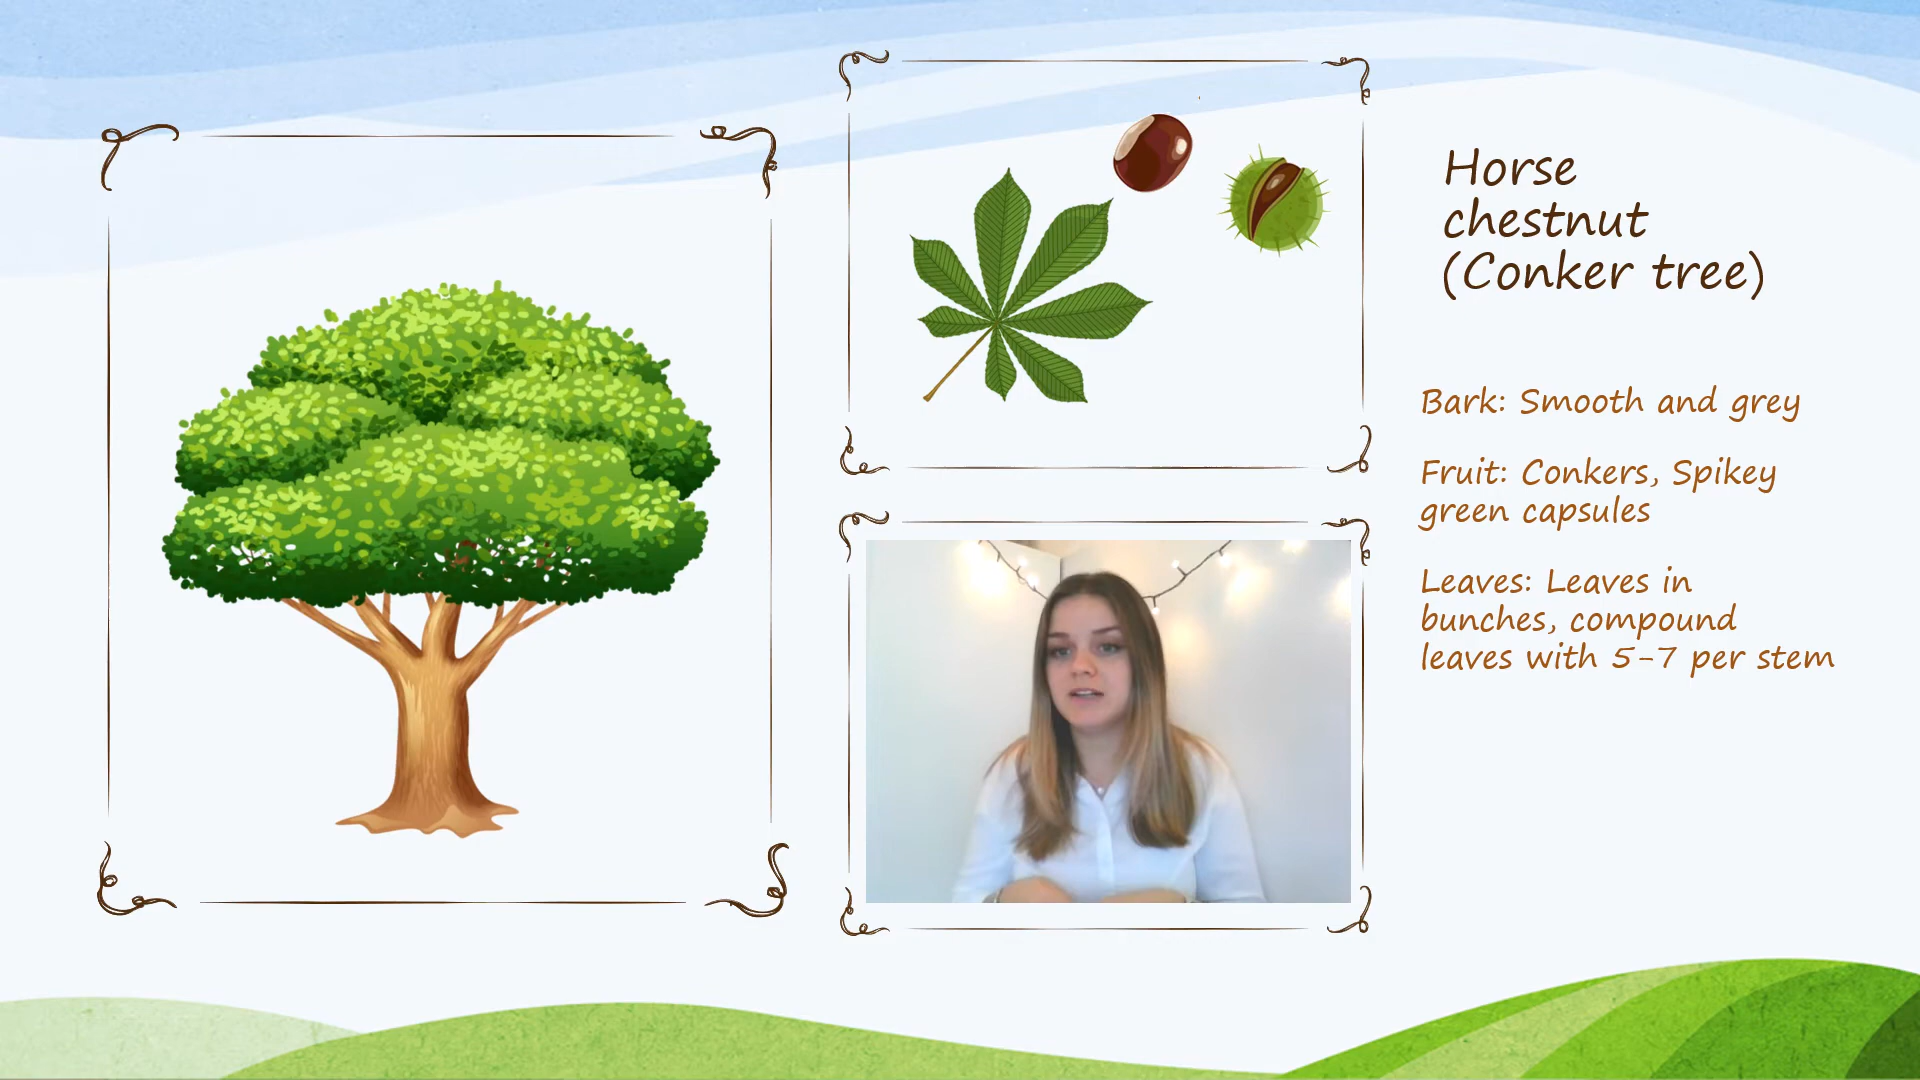 Horse
chestnut
(Conker tree)
Bark: Smooth and grey
Fruit: Conkers, Spikey
green capsules
Leaves: Leaves in
bunches, compound
leaves with 5-7 per stem